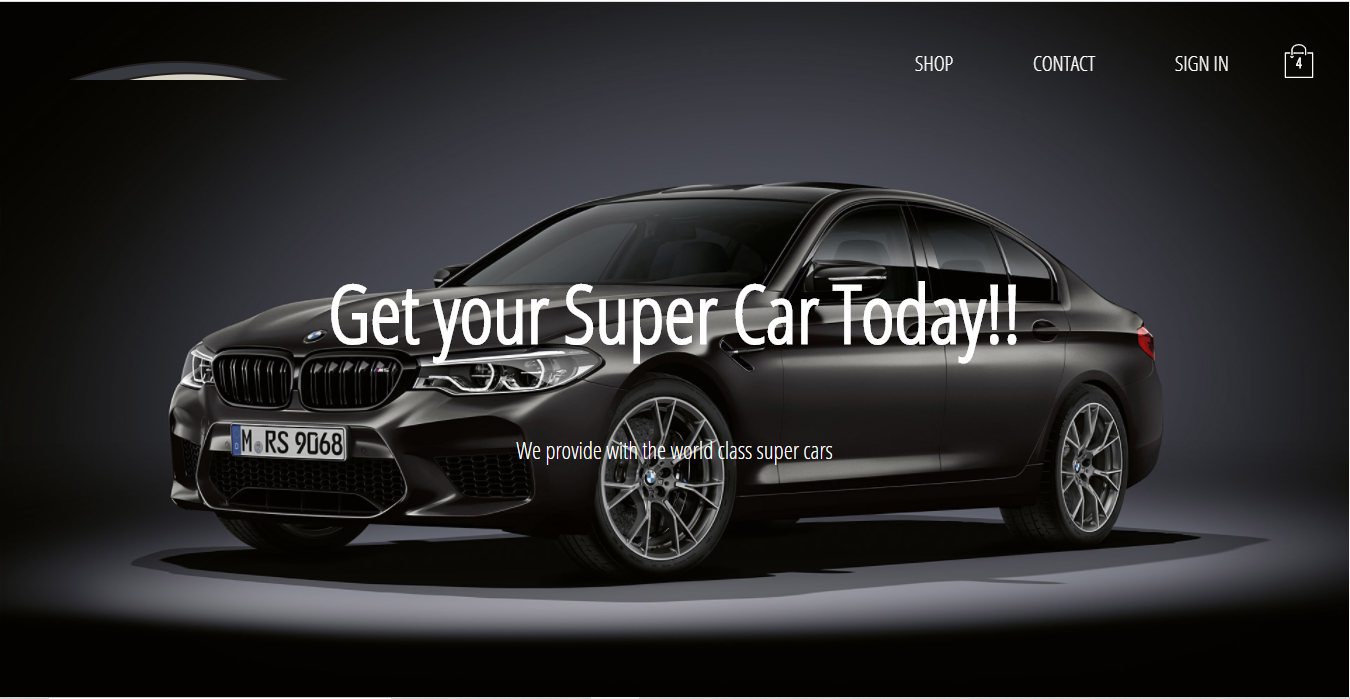 SHOP
CONTACT
SIGN IN
4
Get your Super Car Today!!
M RS 9068
We provide with the world class super cars